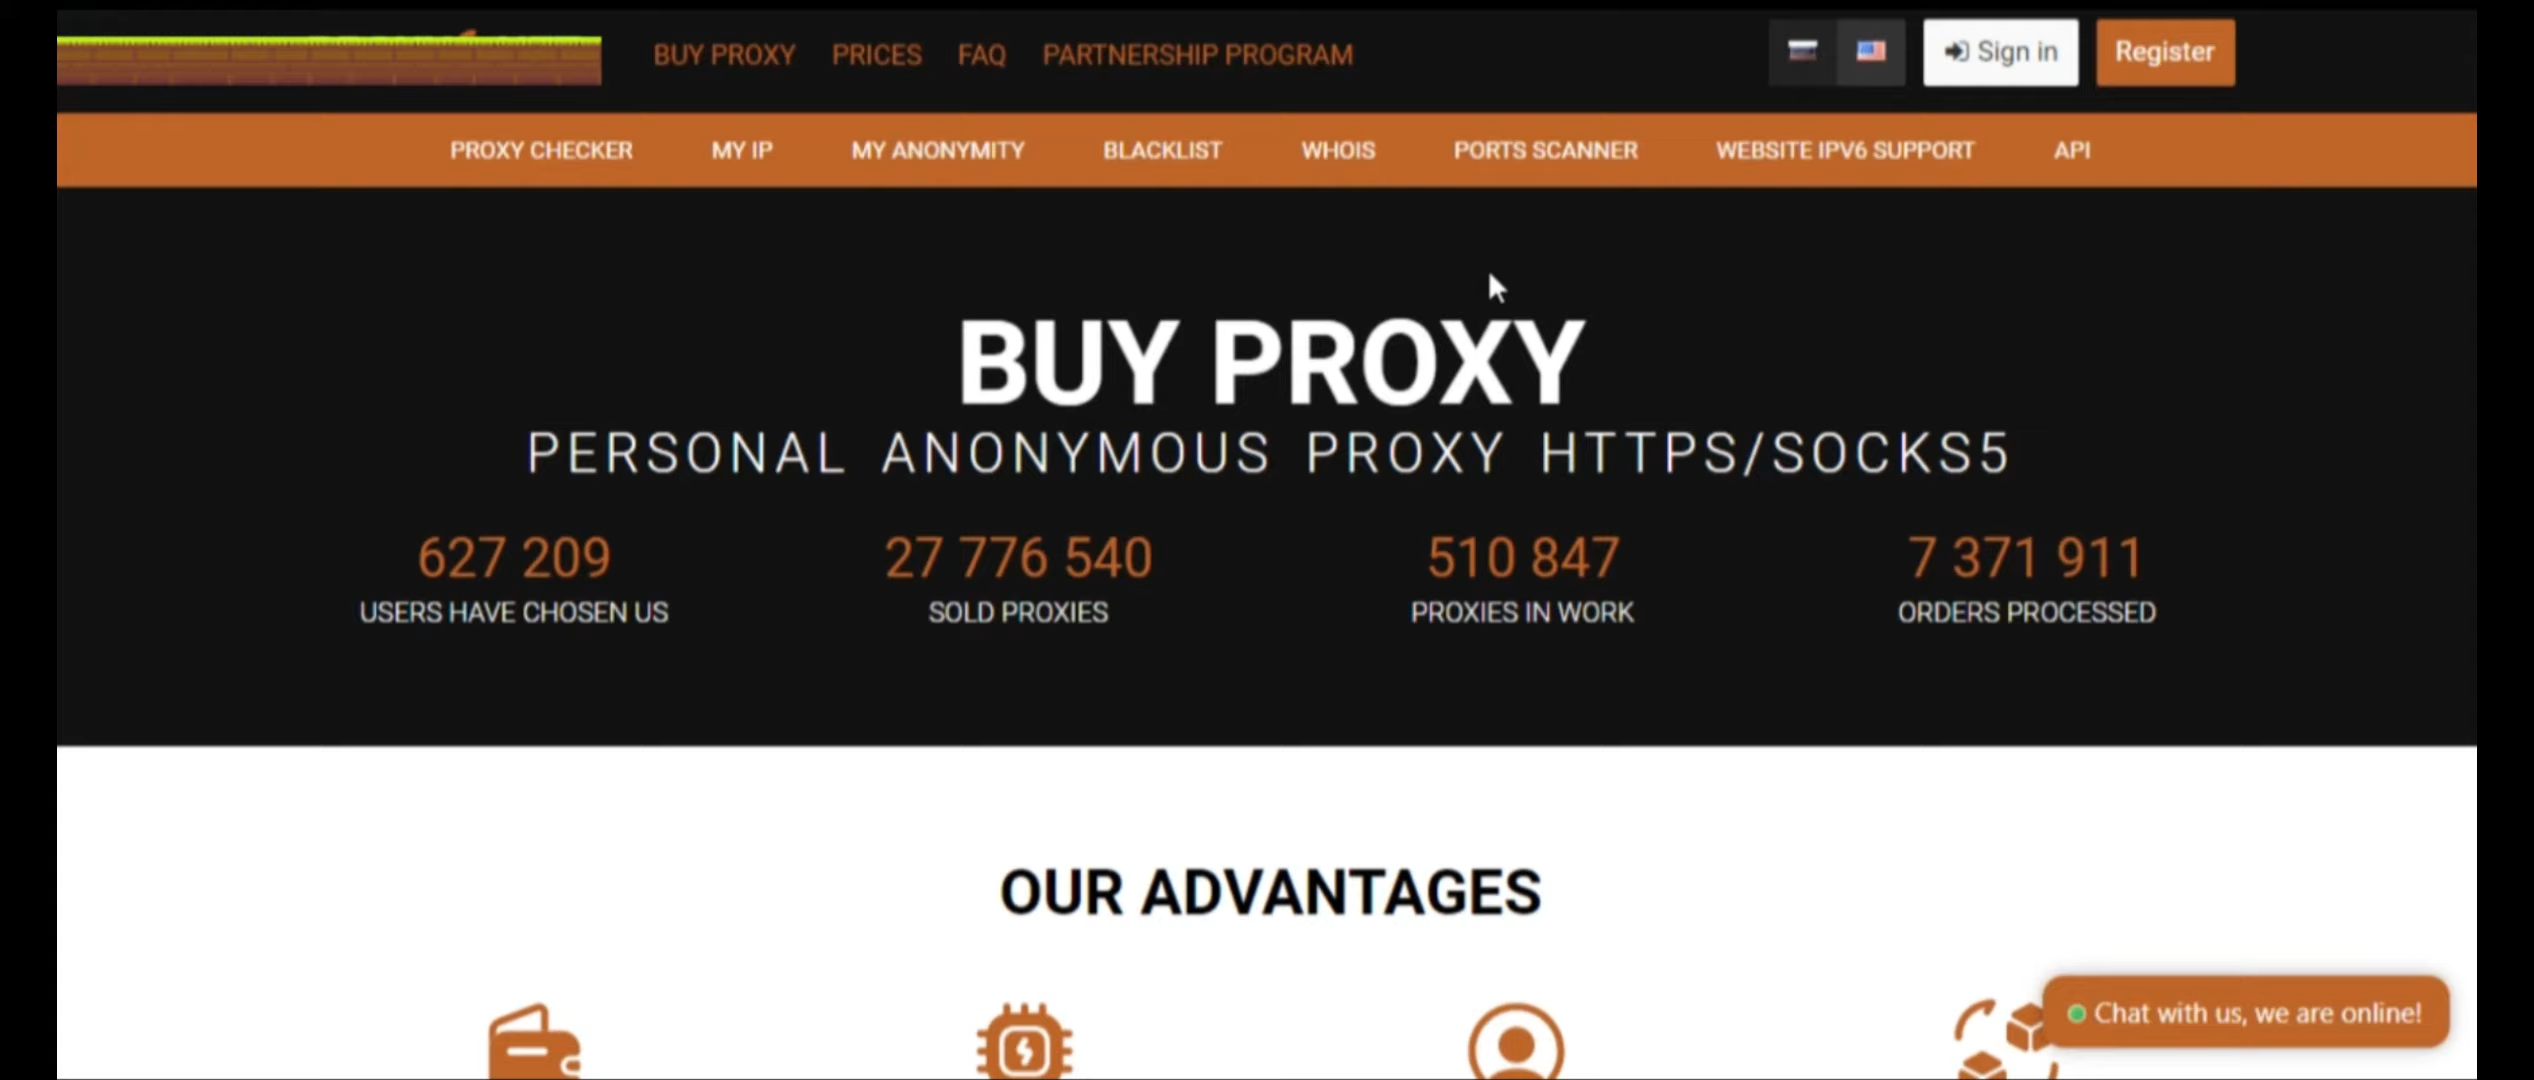 BUY PROXY PRICES FAQ PARTNERSHIP PROGRAM Sign in Register
PROXY CHECKER MY IP MY ANONYMITY BLACKLIST WHOIS PORTS SCANNER WEBSITE IPV6 SUPPORT API
BUY PROXY
PERSONAL ANONYMOUS PROXY HTTPS/SOCKS5
627 209 27 776 540 510 847 7 371 911
USERS HAVE CHOSEN US SOLD PROXIES PROXIES IN WORK ORDERS PROCESSED
OUR ADVANTAGES
Chat with us, we are online!